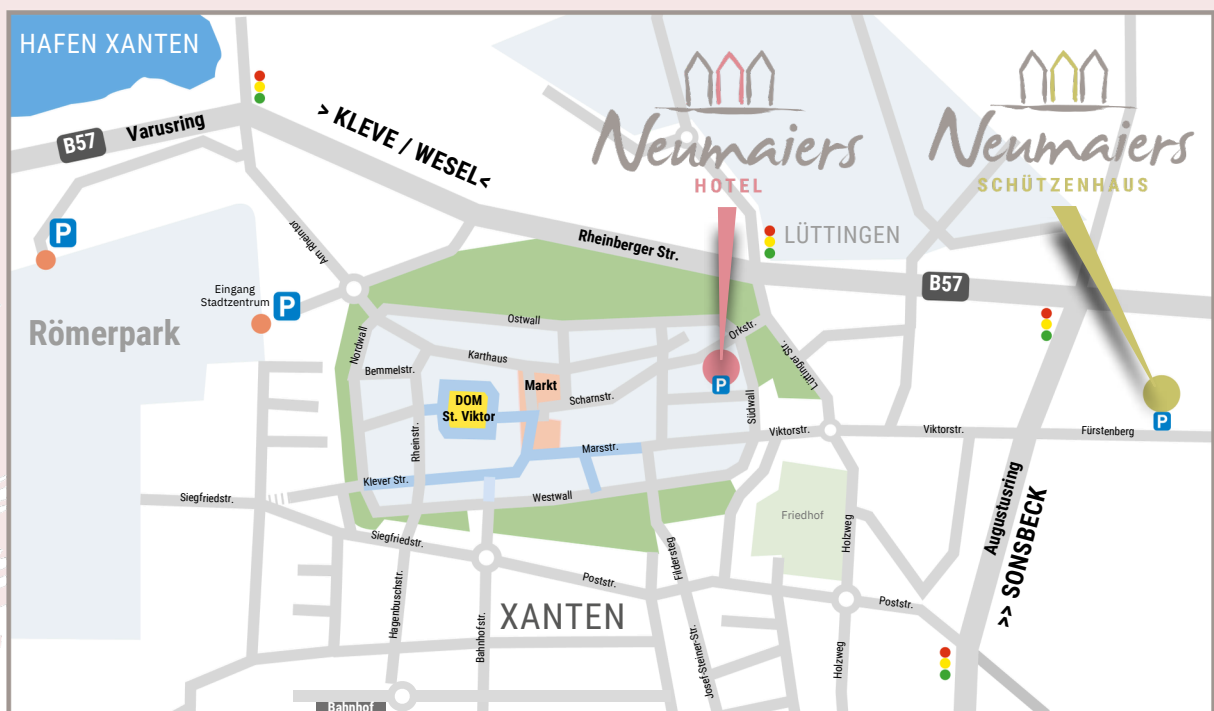 HAFEN XANTEN
B57
Varusring
> KLEVE / WESEL<
Neumaiers
HOTEL
Neumaiers
SCHÜTZENHAUS
P
Am Rheintor
Rheinberger Str.
LÜTTINGEN
B57
Eingang
Stadtzentrum
P
Römerpark
Nordwall
Ostwall
Orkstr.
Karthaus
Bemmelstr.
Markt
Scharnstr.
P
Lüttinger Str.
Südwall
DOM
St. Viktor
Rheinstr.
Marsstr.
Viktorstr.
Viktorstr.
Fürstenberg
P
Klever Str.
Westwall
Siegfriedstr.
Siegfriedstr.
Friedhof
Holzweg
Augustusring
>> SONSBECK
Fildersteg
Poststr.
Poststr.
Hagenbuschstr.
Bahnhofstr.
XANTEN
Josef-Steiner-Str.
Holzweg
Bahnhof